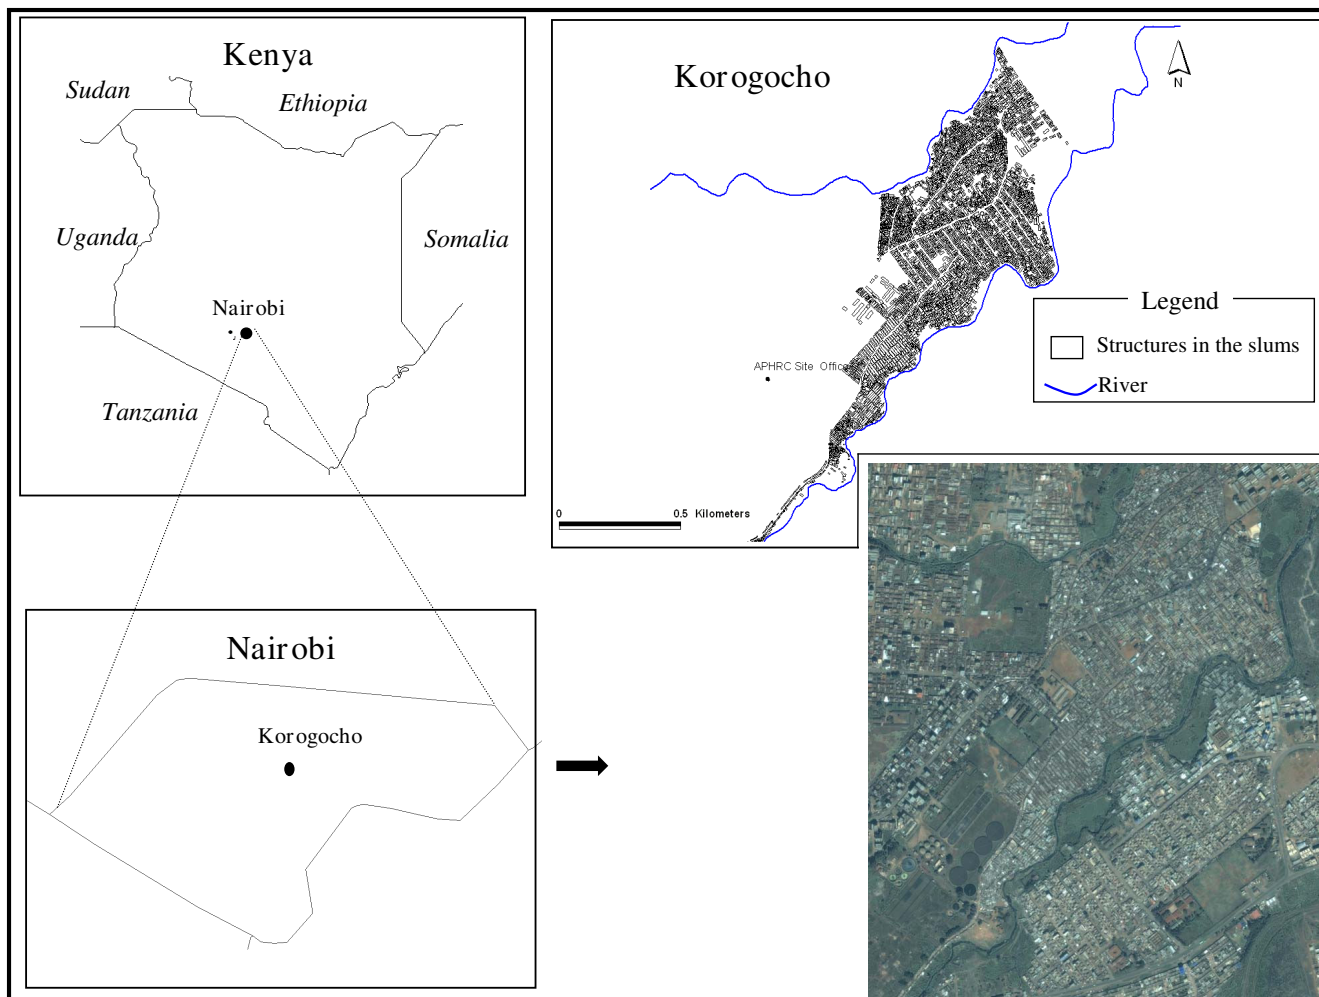 Kenya
Sudan
Ethiopia
Uganda
Somalia
Nairobi
Tanzania
Korogocho
N
Legend
Structures in the slums
River
APHRC Site Office
0
0.5 Kilometers
Nairobi
Korogocho